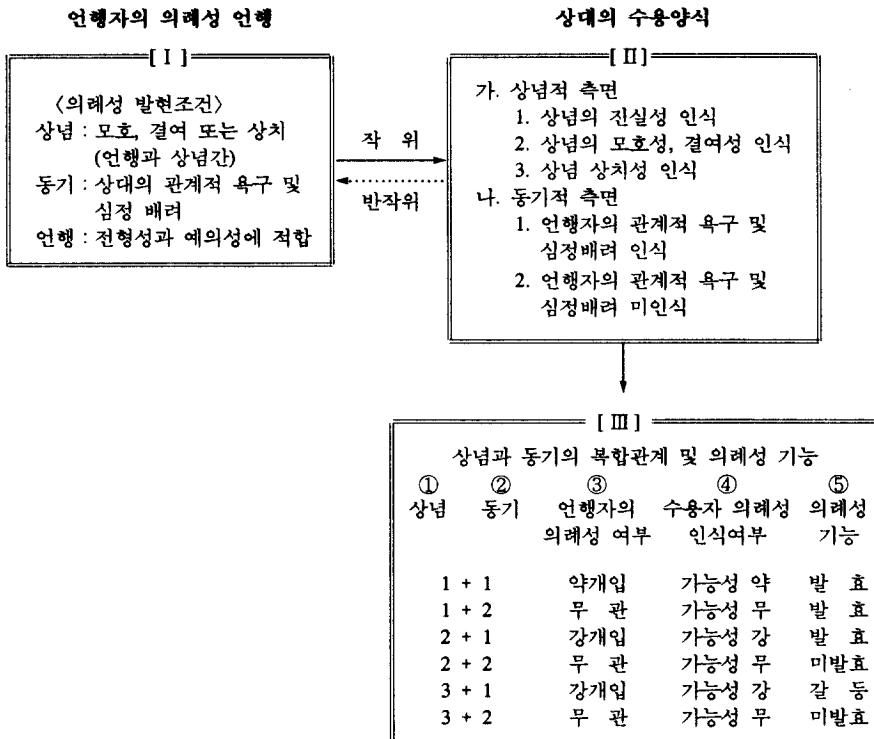 언행자의 의례성 언행
[ I ]
〈의례성 발현조건〉
상념 : 모호, 결여 또는 상치
(언행과 상념간)
동기 : 상대의 관계적 욕구 및
심정 배려
언행 : 전형성과 예의성에 적합
작 위
반작위
상대의 수용양식
[ II ]
가. 상념적 측면
1. 상념의 진실성 인식
2. 상념의 모호성, 결여성 인식
3. 상념 상치성 인식
나. 동기적 측면
1. 언행자의 관계적 욕구 및
심정배려 인식
2. 언행자의 관계적 욕구 및
심정배려 미인식
[ III ]
상념과 동기의 복합관계 및 의례성 기능
① ② ③ ④ ⑤
상념 동기 언행자의 수용자 의례성 의례성
의례성 여부 인식여부 기능
1 + 1 약개입 가능성 약 발 효
1 + 2 무 관 가능성 무 발 효
2 + 1 강개입 가능성 강 발 효
2 + 2 무 관 가능성 무 미발효
3 + 1 강개입 가능성 강 갈 등
3 + 2 무 관 가능성 무 미발효